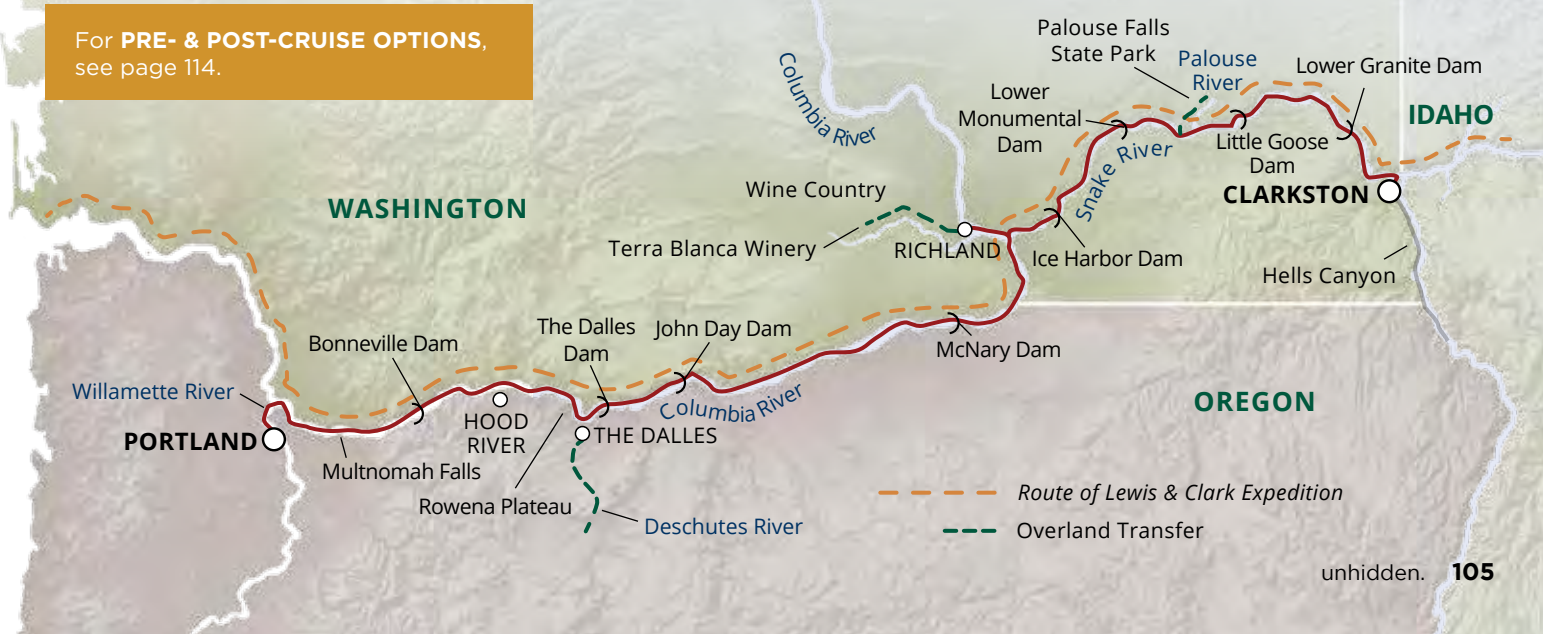 For PRE- & POST-CRUISE OPTIONS,
see page 114.
Palouse Falls
State Park
Palouse
River
Lower Granite Dam
Columbia River
Lower
Monumental
Dam
IDAHO
Little Goose
Dam
Snake River
CLARKSTON
Wine Country
WASHINGTON
Terra Blanca Winery
RICHLAND
Ice Harbor Dam
Hells Canyon
The Dalles
Dam
John Day Dam
Bonneville Dam
McNary Dam
Willamette River
Columbia River
OREGON
HOOD
RIVER
PORTLAND
THE DALLES
Multnomah Falls
Rowena Plateau
Deschutes River
Route of Lewis & Clark Expedition
Overland Transfer
unhidden. 105